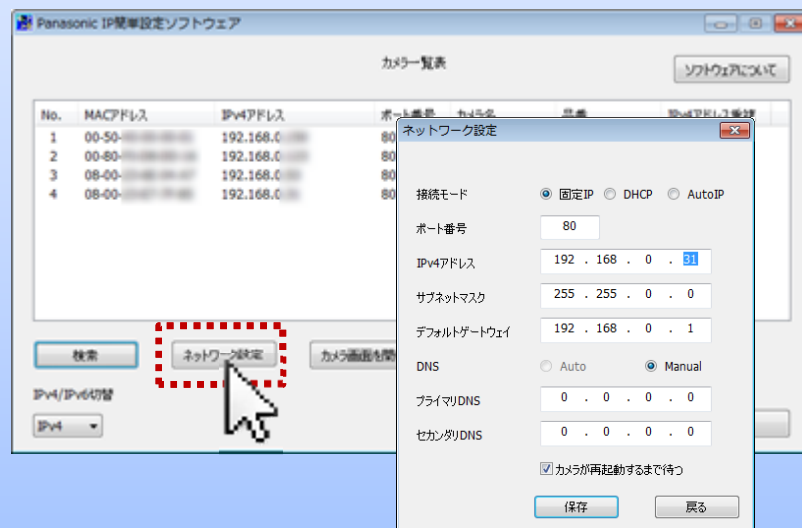 Panasonic IP簡単設定ソフトウェア
カメラ一覧表
ソフトウェアについて
No. MACアドレス IPv4アドレス ポート番号 カメラ名 品番 IPv4アドレス重複
1 00-50- 192.168.0 80
2 00-80- 192.168.0 80
3 08-00- 192.168.0 80
4 08-00- 192.168.0 80
検索
ネットワーク設定
カメラ画面を開
IPv4/IPv6切替
IPv4
ネットワーク設定
接続モード 固定IP DHCP AutoIP
ポート番号 80
IPv4アドレス 192 . 168 . 0 . 31
サブネットマスク 255 . 255 . 0 . 0
デフォルトゲートウェイ 192 . 168 . 0 . 1
DNS Auto Manual
プライマリDNS 0 . 0 . 0 . 0
セカンダリDNS 0 . 0 . 0 . 0
カメラが再起動するまで待つ
保存 戻る